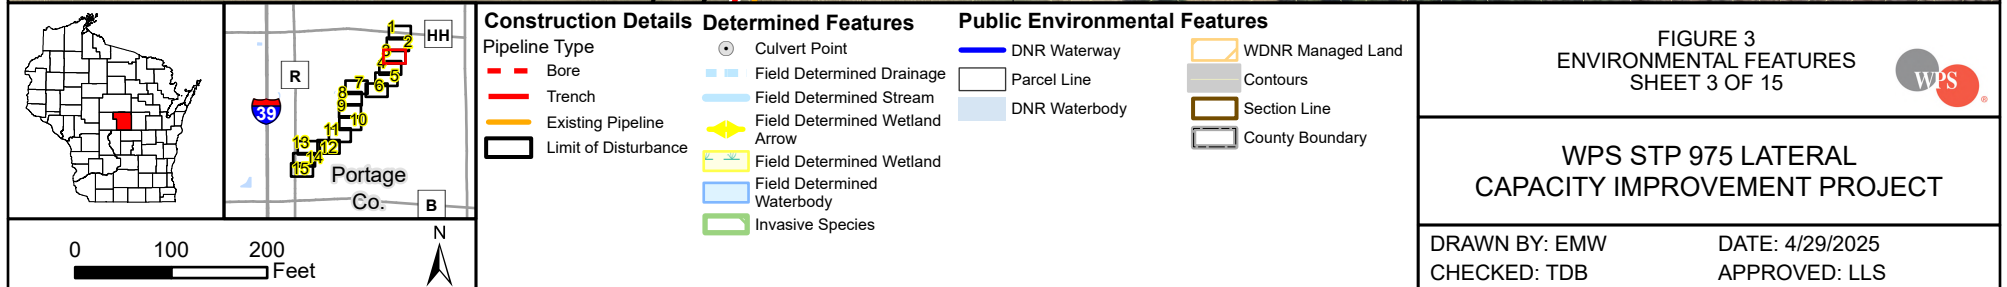 1
2
3
4
5
6
7
8
9
10
11
12
13
14
15
HH
R
39
Portage
Co.
B
0 100 200
Feet
N
Construction Details
Pipeline Type
Bore
Trench
Existing Pipeline
Limit of Disturbance
Determined Features
Culvert Point
Field Determined Drainage
Field Determined Stream
Field Determined Wetland
Arrow
Field Determined Wetland
Field Determined
Waterbody
Invasive Species
Public Environmental Features
DNR Waterway
Parcel Line
DNR Waterbody
WDNR Managed Land
Contours
Section Line
County Boundary
FIGURE 3
ENVIRONMENTAL FEATURES
SHEET 3 OF 15
WPS
®
WPS STP 975 LATERAL
CAPACITY IMPROVEMENT PROJECT
DRAWN BY: EMW DATE: 4/29/2025
CHECKED: TDB APPROVED: LLS